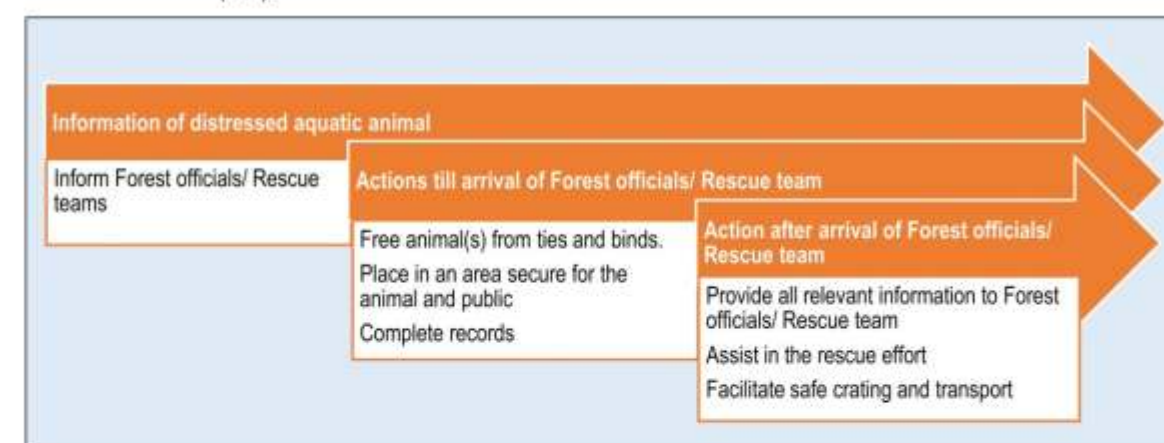 Information of distressed aquatic animal
Inform Forest officials/ Rescue
teams
Actions till arrival of Forest officials/ Rescue team
Free animal(s) from ties and binds.
Place in an area secure for the
animal and public
Complete records
Action after arrival of Forest officials/
Rescue team
Provide all relevant information to Forest
officials/ Rescue team
Assist in the rescue effort
Facilitate safe crating and transport